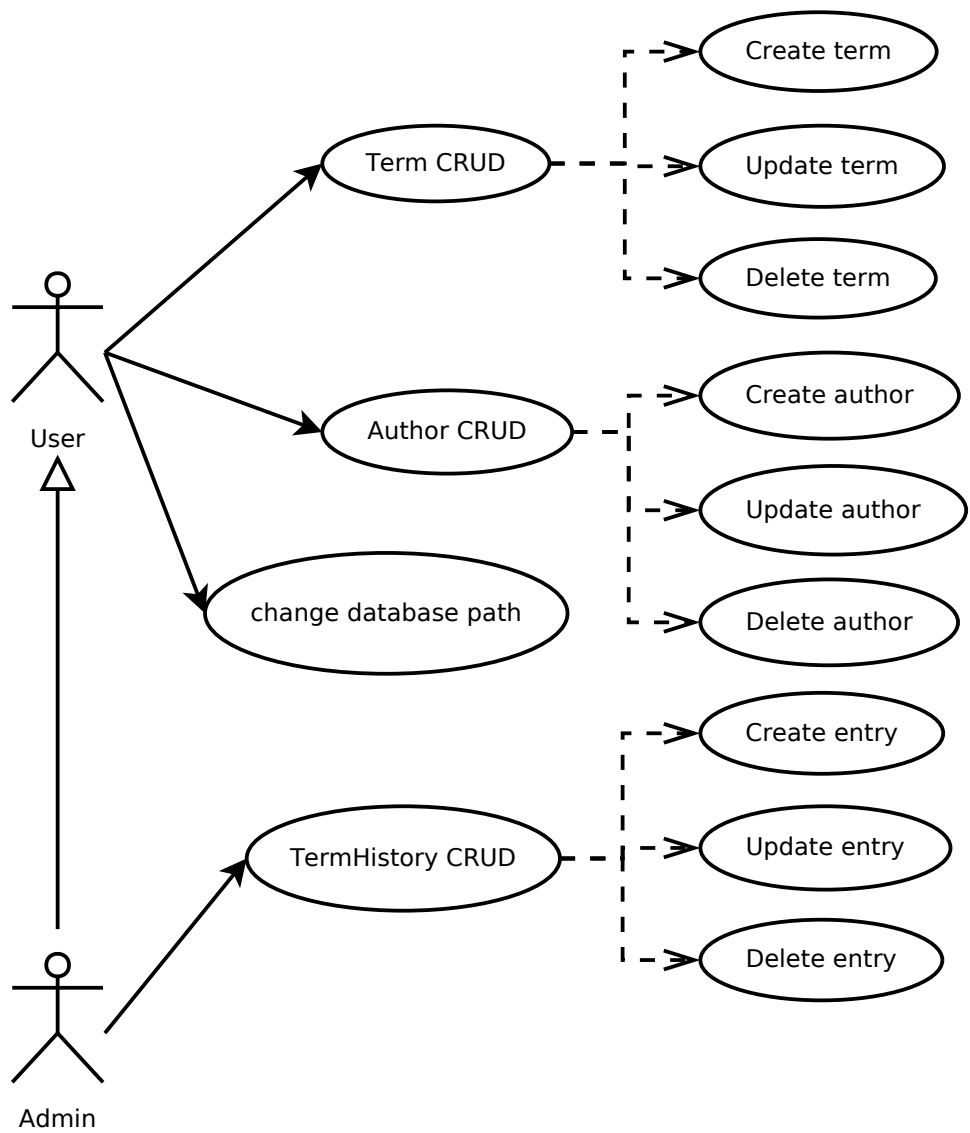 Create term
Term CRUD
Update term
Delete term
User
Create author
Author CRUD
Update author
change database path
Delete author
Create entry
TermHistory CRUD
Update entry
Delete entry
Admin